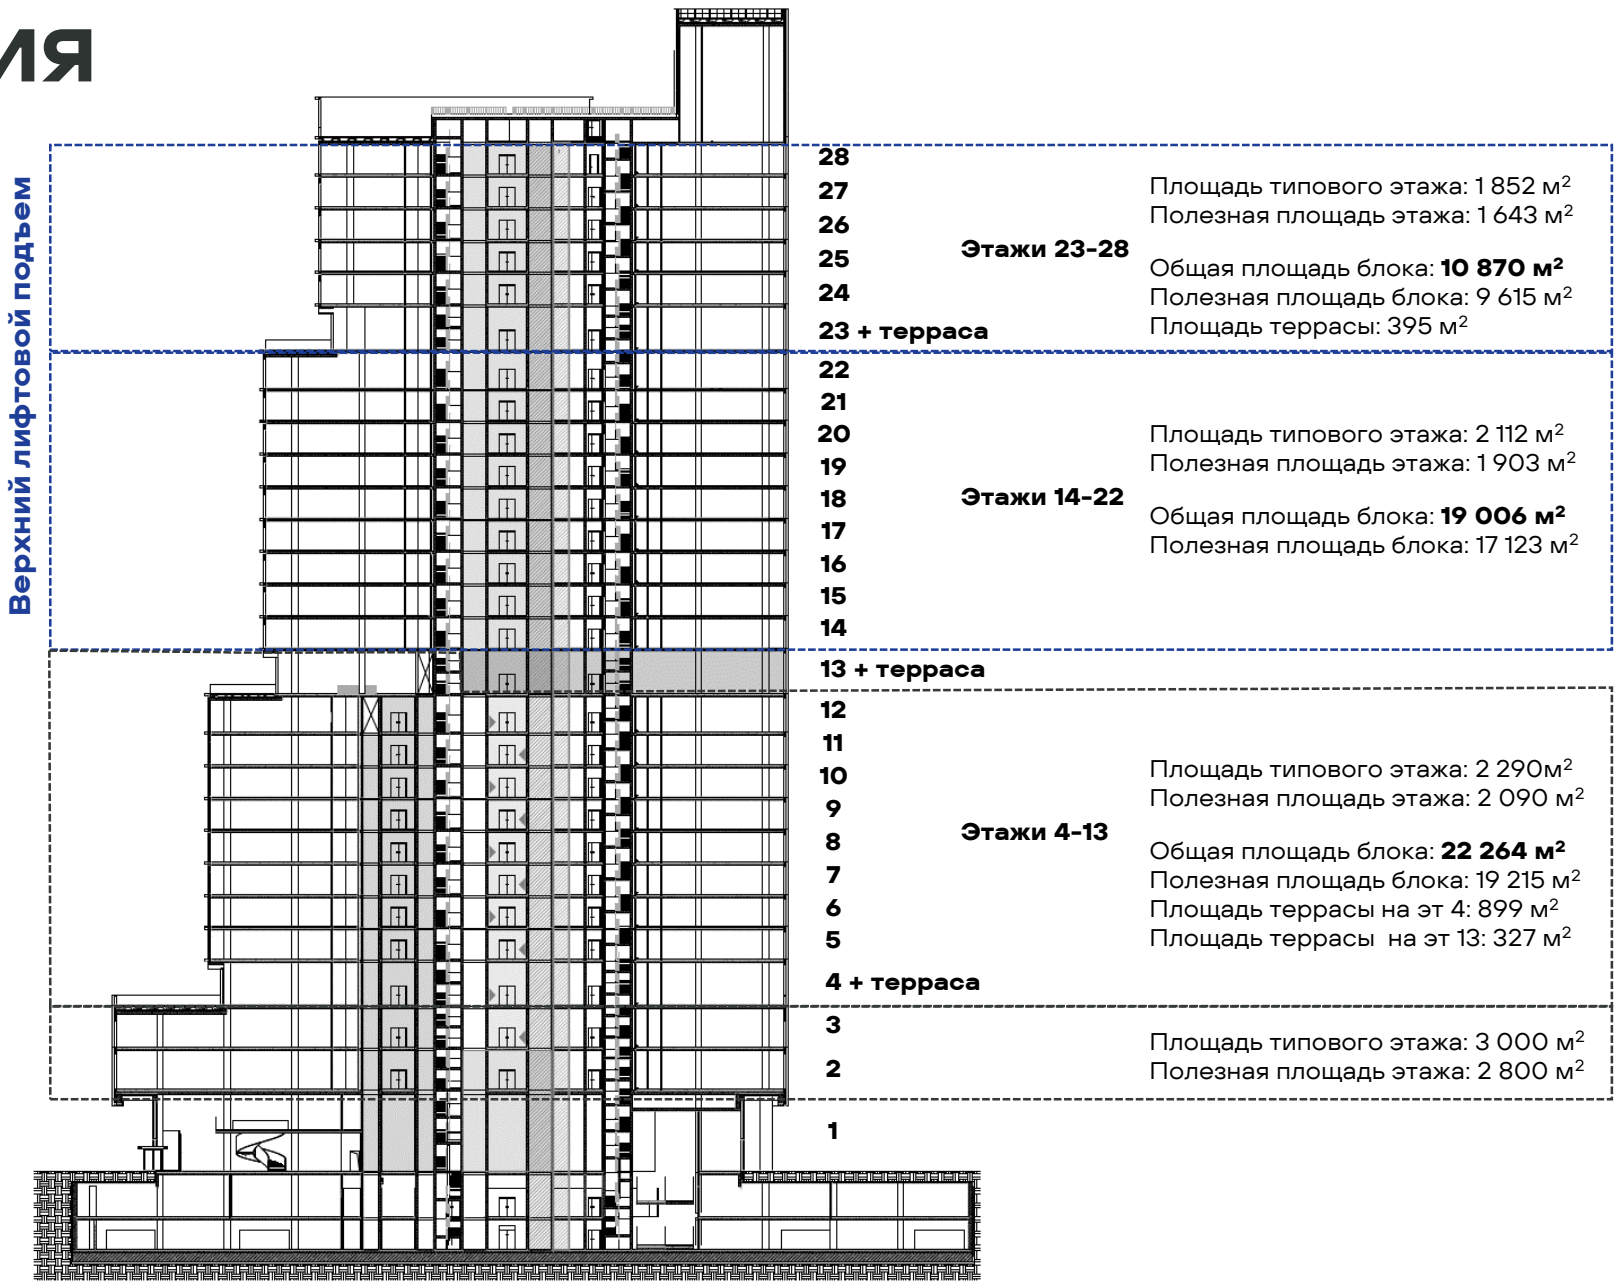 ИЯ
Верхний лифтовой подъем
28
27
26
25
24
23 + терраса
Этажи 23-28
Площадь типового этажа: 1 852 м²
Полезная площадь этажа: 1 643 м²
Общая площадь блока: 10 870 м²
Полезная площадь блока: 9 615 м²
Площадь террасы: 395 м²
22
21
20
19
18
17
16
15
14
Этажи 14-22
Площадь типового этажа: 2 112 м²
Полезная площадь этажа: 1 903 м²
Общая площадь блока: 19 006 м²
Полезная площадь блока: 17 123 м²
13 + терраса
12
11
10
9
8
7
6
5
4 + терраса
Этажи 4-13
Площадь типового этажа: 2 290м²
Полезная площадь этажа: 2 090 м²
Общая площадь блока: 22 264 м²
Полезная площадь блока: 19 215 м²
Площадь террасы на эт 4: 899 м²
Площадь террасы на эт 13: 327 м²
3
2
Площадь типового этажа: 3 000 м²
Полезная площадь этажа: 2 800 м²
1